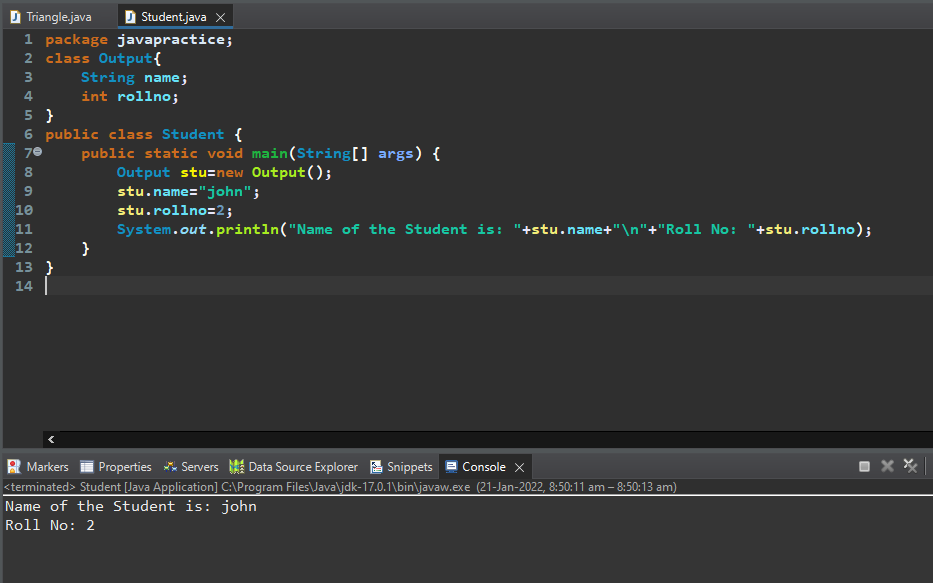 Triangle.java Student.java
1 package javapractice;
2 class Output{
3     String name;
4     int rollno;
5 }
6 public class Student {
7     public static void main(String[] args) {
8         Output stu=new Output();
9         stu.name="john";
10         stu.rollno=2;
11         System.out.println("Name of the Student is: "+stu.name+"\n"+"Roll No: "+stu.rollno);
12     }
13 }
14
Markers Properties Servers Data Source Explorer Snippets Console
<terminated> Student [Java Application] C:\Program Files\Java\jdk-17.0.1\bin\javaw.exe (21-Jan-2022, 8:50:11 am – 8:50:13 am)
Name of the Student is: john
Roll No: 2